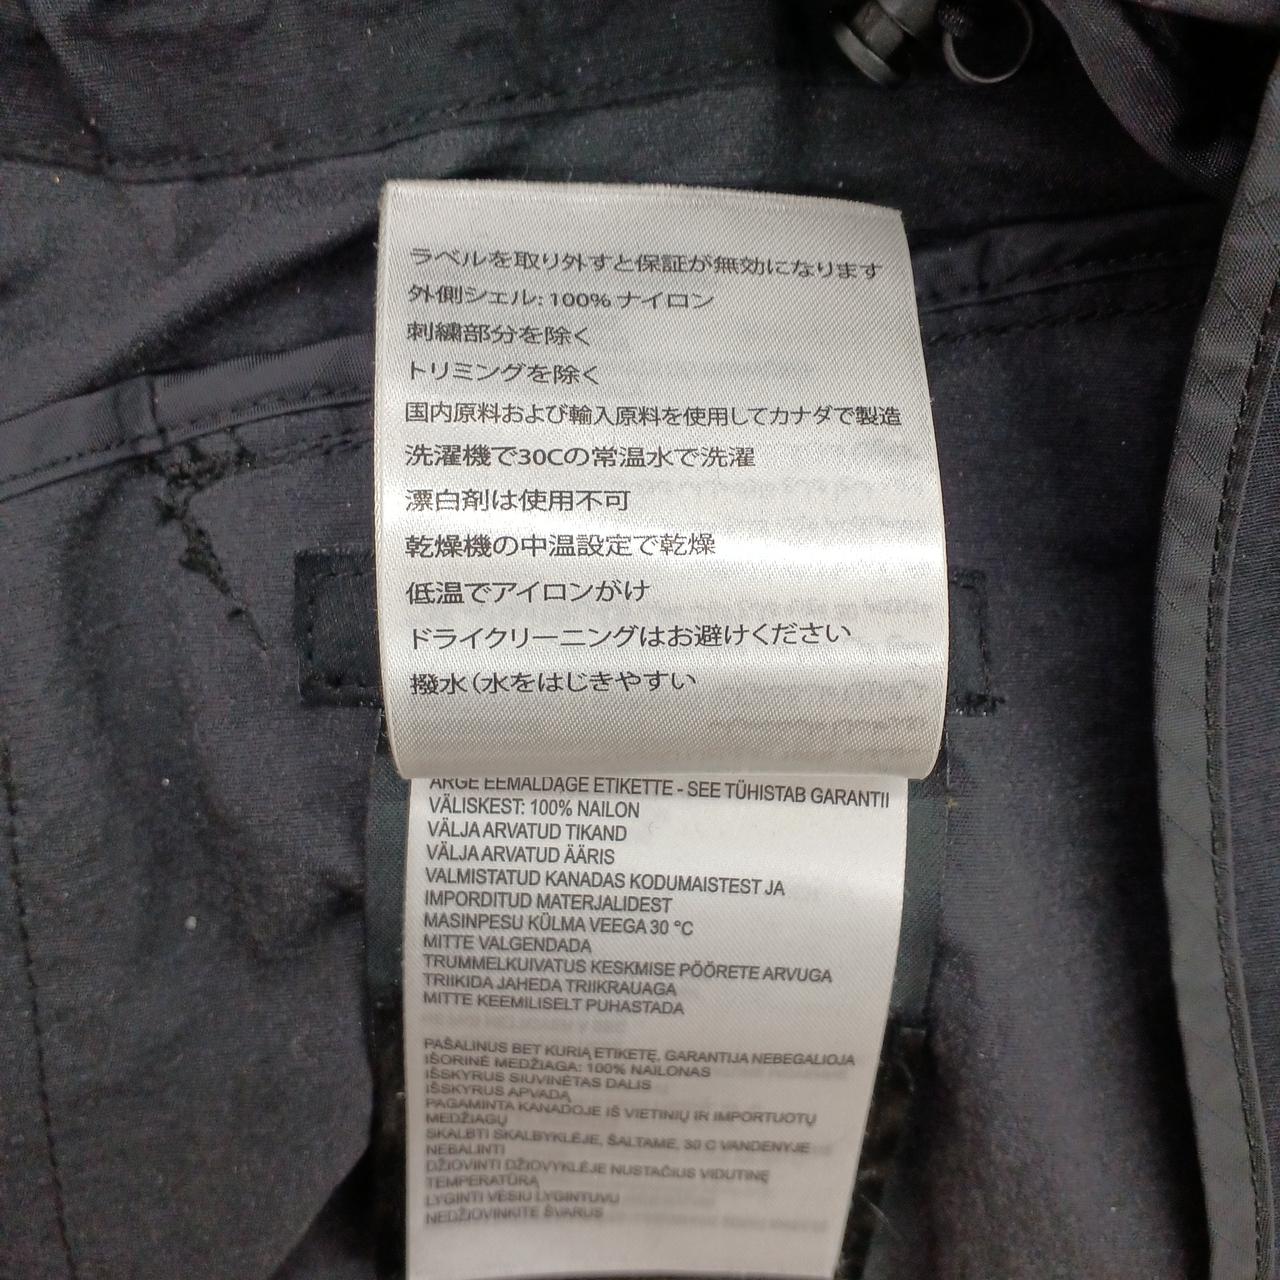 ラベルを取り外すと保証が無効になります
外側シェル: 100% ナイロン
刺繍部分を除く
トリミングを除く
国内原料および輸入原料を使用してカナダで製造
洗濯機で30Cの常温水で洗濯
漂白剤は使用不可
乾燥機の中温設定で乾燥
低温でアイロンがけ
ドライクリーニングはお避けください
撥水(水をはじきやすい
ARGE EEMALDAGE ETIKETTE - SEE TÜHISTAB GARANTII
VÄLISKEST: 100% NAILON
VÄLJA ARVATUD TIKAND
VÄLJA ARVATUD ÄÄRIS
VALMISTATUD KANADAS KODUMAISTEST JA
IMPORDITUD MATERJALIDEST
MASINPESU KÜLMA VEEGA 30 °C
MITTE VALGENDADA
TRUMMELKUIVATUS KESKMISE PÖÖRETE ARVUGA
TRIIKIDA JAHEDA TRIIKRAUAGA
MITTE KEEMILISELT PUHASTADA
PAŠALINUS BET KURIĄ ETIKETĘ, GARANTIJA NEBEGALIOJA
IŠORINĖ MEDŽIAGA: 100% NAILONAS
IŠSKYRUS SIUVINĖTAS DALIS
IŠSKYRUS APVADĄ
PAGAMINTA KANADOJE IŠ VIETINIŲ IR IMPORTUOTŲ
MEDŽIAGŲ
SKALBTI SKALBYKLĖJE, ŠALTAME, 30 C VANDENYJE
NEBALINTI
DŽIOVINTI DŽIOVYKLĖJE NUSTAČIUS VIDUTINĘ
TEMPERATŪRĄ
LYGINTI VĖSIU LYGINTUVU
NEDŽIOVINKITE ŠVARUS